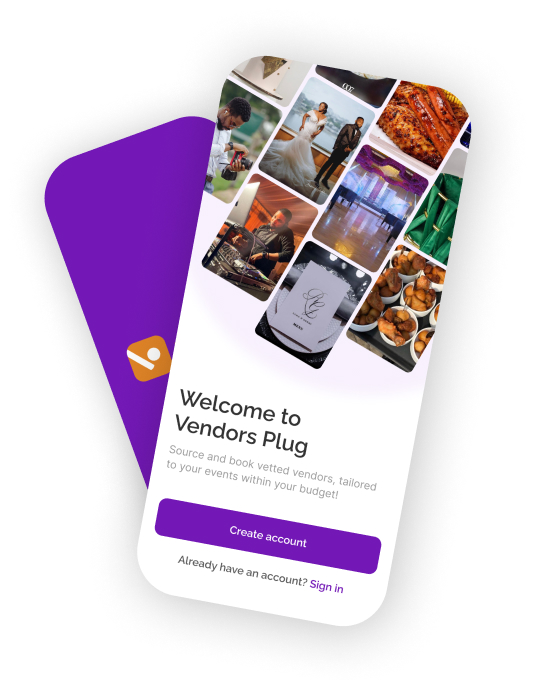 Welcome to
Vendors Plug
Source and book vetted vendors, tailored
to your events within your budget!
Create account
Already have an account? Sign in